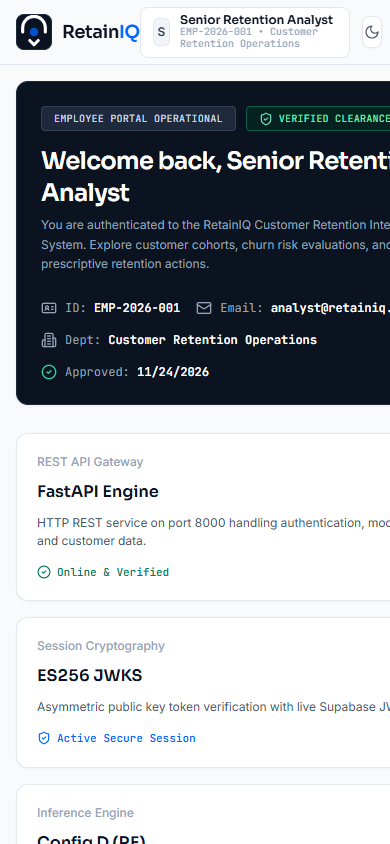 RetainIQ
S
Senior Retention Analyst
EMP-2026-001 • Customer
Retention Operations
EMPLOYEE PORTAL OPERATIONAL
VERIFIED CLEARANCE
Welcome back, Senior Retenti
Analyst
You are authenticated to the RetainIQ Customer Retention Inte
System. Explore customer cohorts, churn risk evaluations, and
prescriptive retention actions.
ID: EMP-2026-001 Email: analyst@retainiq.
Dept: Customer Retention Operations
Approved: 11/24/2026
REST API Gateway
FastAPI Engine
HTTP REST service on port 8000 handling authentication, mod
and customer data.
Online & Verified
Session Cryptography
ES256 JWKS
Asymmetric public key token verification with live Supabase JW
Active Secure Session
Inference Engine
Config D (RF)